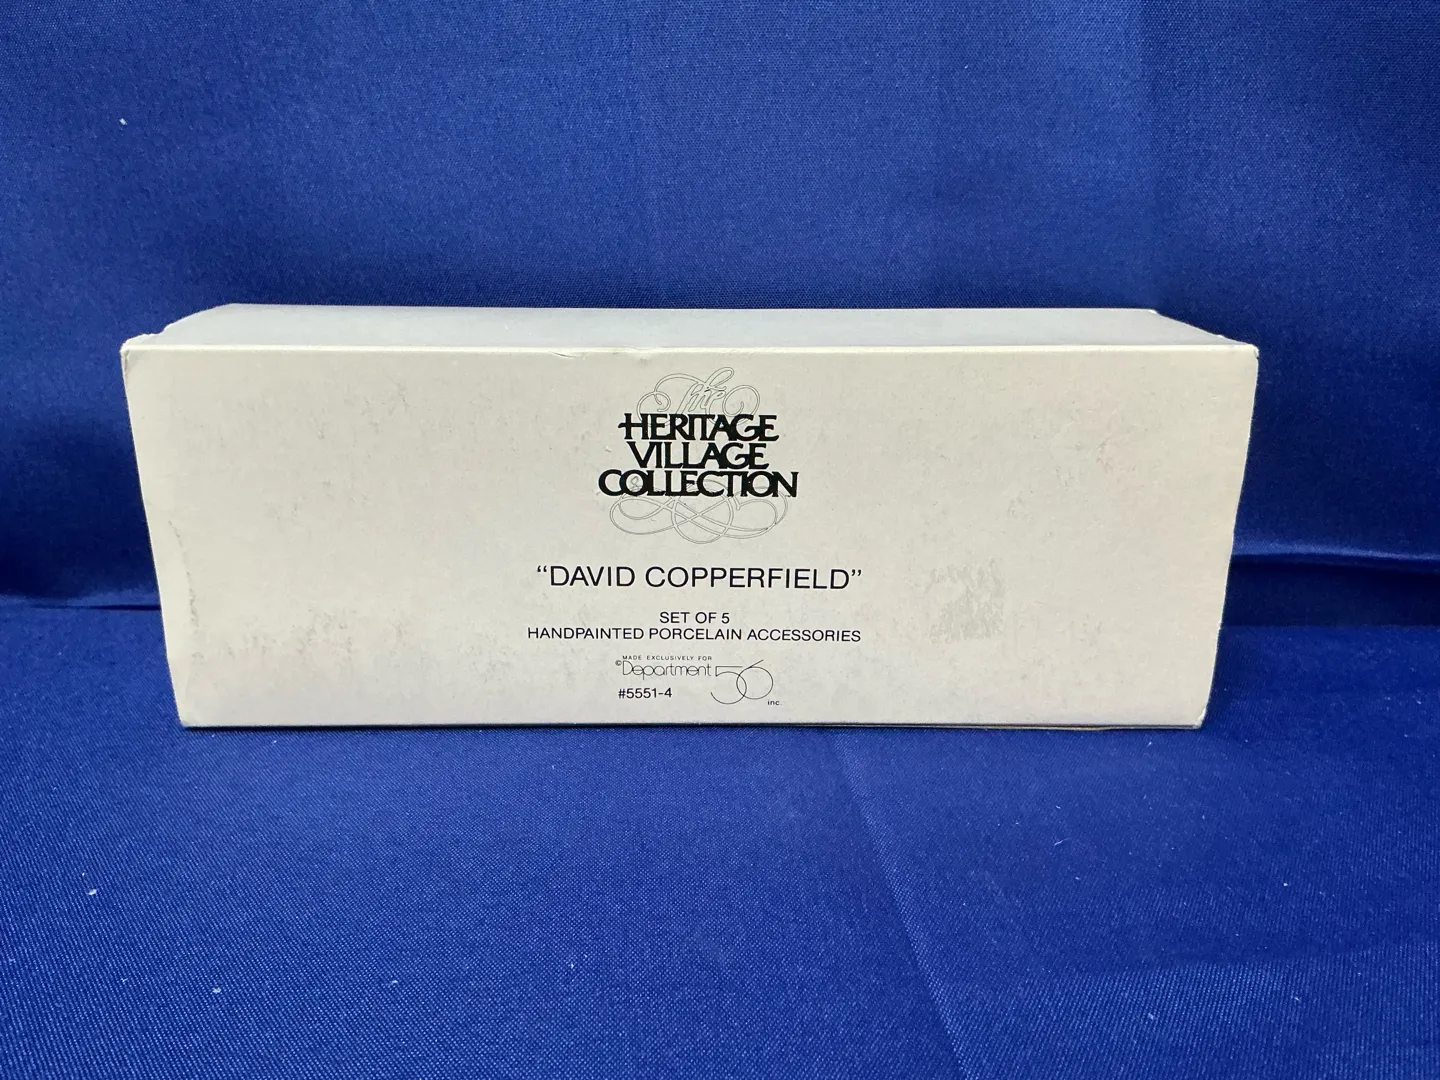 The
HERITAGE
VILLAGE
COLLECTION
“DAVID COPPERFIELD”
SET OF 5
HANDPAINTED PORCELAIN ACCESSORIES
MADE EXCLUSIVELY FOR
©Department 56
#5551-4
inc.